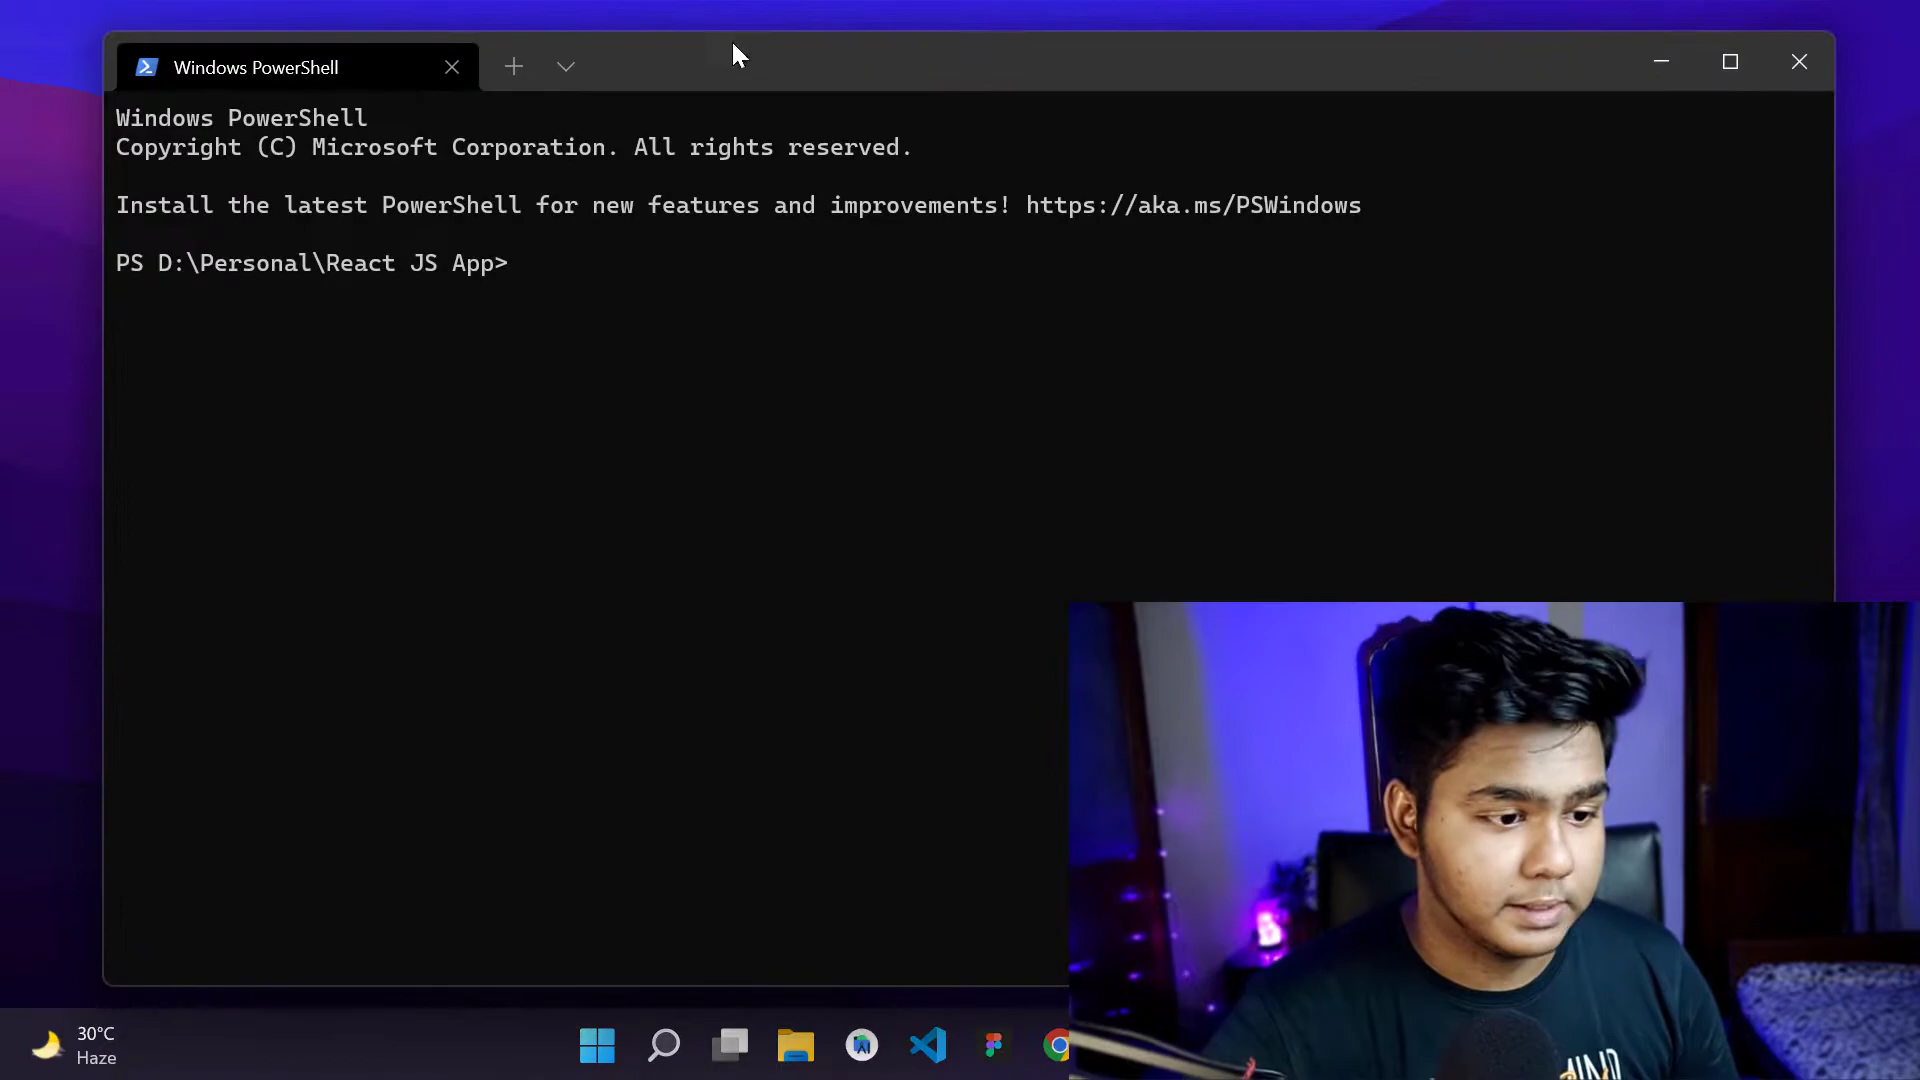 Windows PowerShell
Windows PowerShell
Copyright (C) Microsoft Corporation. All rights reserved.
Install the latest PowerShell for new features and improvements! https://aka.ms/PSWindows
PS D:\Personal\React JS App>
30°C
Haze